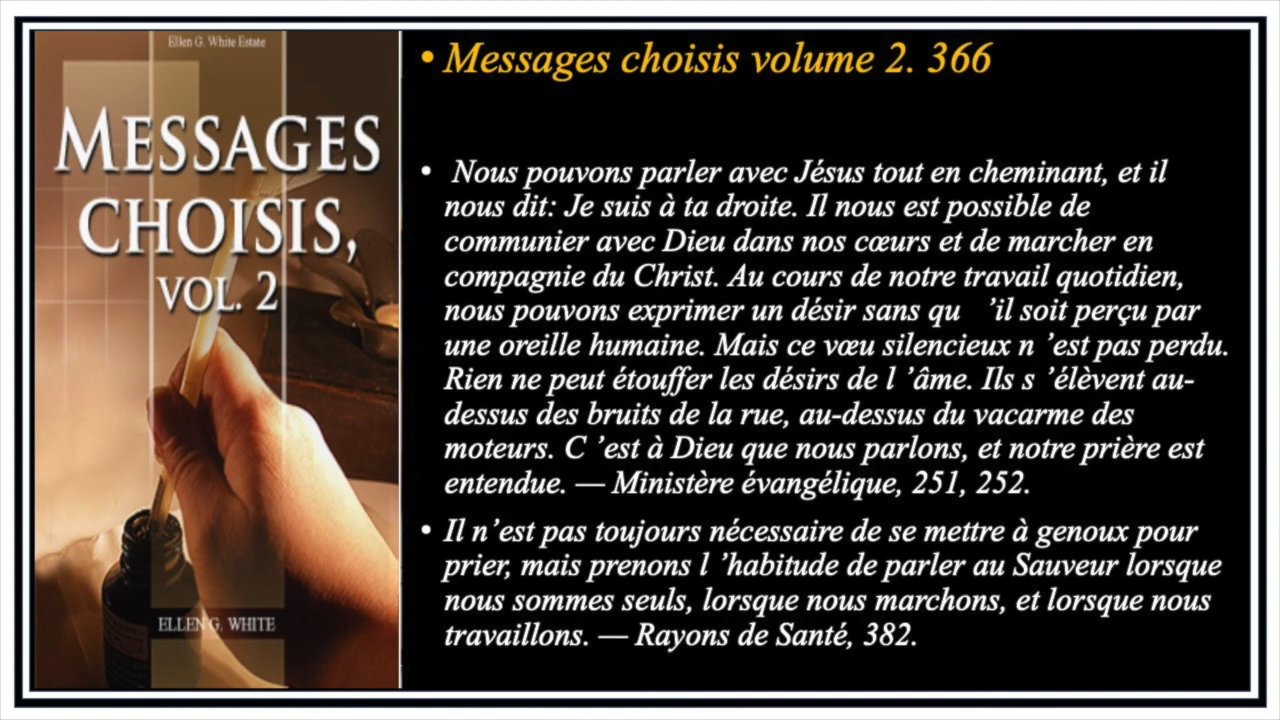 Ellen G. White Estate
MESSAGES
CHOISIS,
VOL. 2
ELLEN G. WHITE
• Messages choisis volume 2. 366
• Nous pouvons parler avec Jésus tout en cheminant, et il
nous dit: Je suis à ta droite. Il nous est possible de
communier avec Dieu dans nos cœurs et de marcher en
compagnie du Christ. Au cours de notre travail quotidien,
nous pouvons exprimer un désir sans qu ’il soit perçu par
une oreille humaine. Mais ce vœu silencieux n ’est pas perdu.
Rien ne peut étouffer les désirs de l ’âme. Ils s ’élèvent au-
dessus des bruits de la rue, au-dessus du vacarme des
moteurs. C ’est à Dieu que nous parlons, et notre prière est
entendue. — Ministère évangélique, 251, 252.
• Il n’est pas toujours nécessaire de se mettre à genoux pour
prier, mais prenons l ’habitude de parler au Sauveur lorsque
nous sommes seuls, lorsque nous marchons, et lorsque nous
travaillons. — Rayons de Santé, 382.